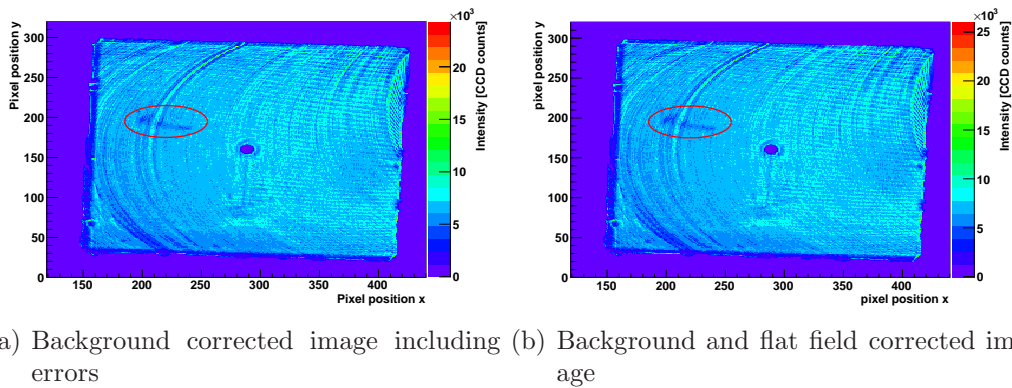 ×10³
Pixel position y
300
250
200
150
100
50
0
150 200 250 300 350 400
Pixel position x
20
15
10
5
0
Intensity [CCD counts]
×10³
pixel position y
300
250
200
150
100
50
0
150 200 250 300 350 400
pixel position x
25
20
15
10
5
0
Intensity [CCD counts]
a) Background corrected image including
errors
(b) Background and flat field corrected im
age